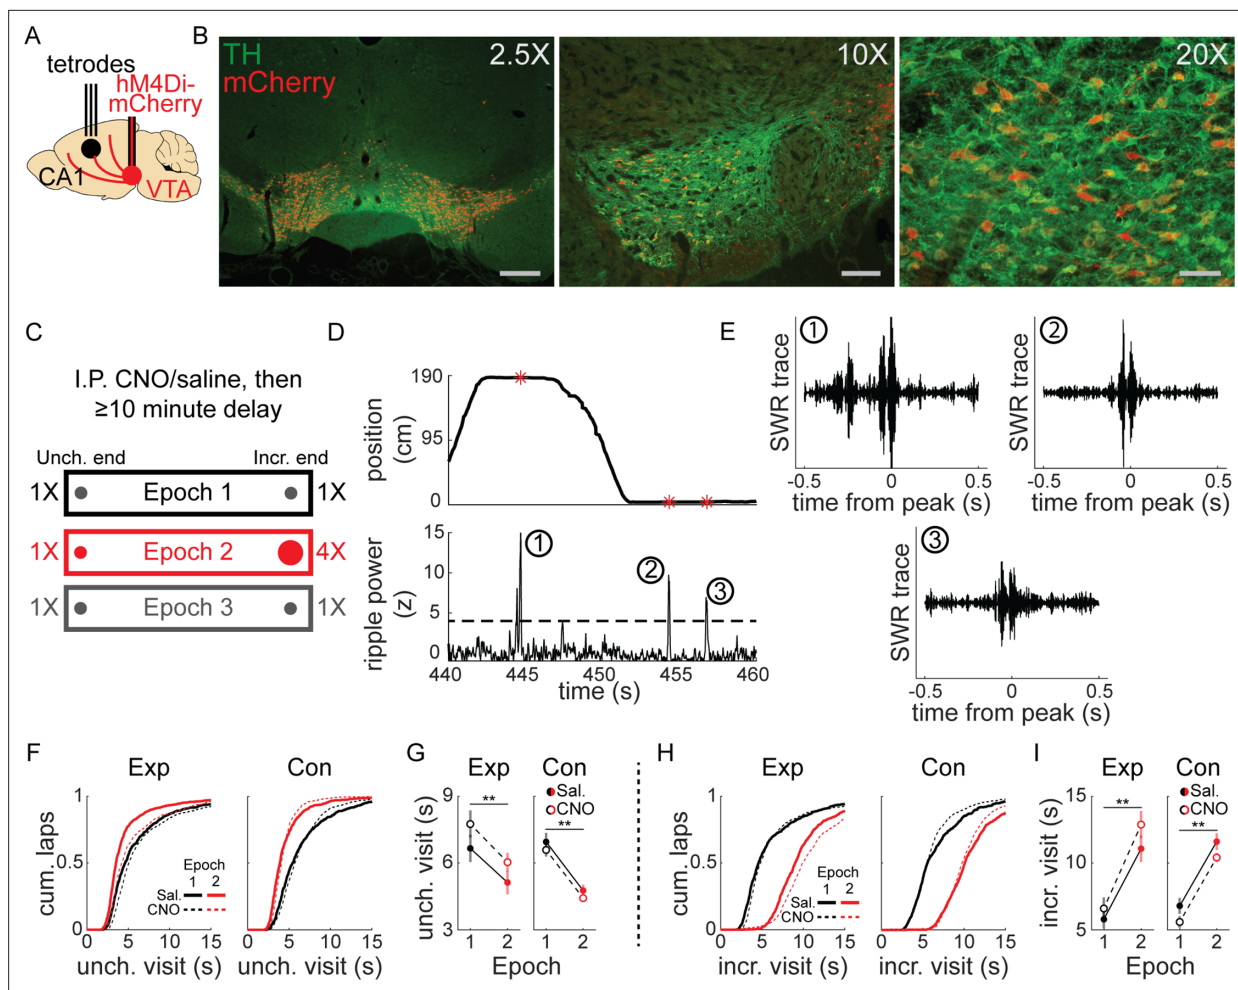 A
tetrodes
hM4Di-
mCherry
CA1
VTA
B
TH
mCherry
2.5X
10X
20X
C
I.P. CNO/saline, then
≥10 minute delay
Unch. end
Incr. end
1X
Epoch 1
1X
1X
Epoch 2
4X
1X
Epoch 3
1X
D
position
(cm)
190
95
0
ripple power
(z)
15
10
5
0
1
2
3
440
445
450
455
460
time (s)
E
1
SWR trace
-0.5
0
0.5
time from peak (s)
2
SWR trace
-0.5
0
0.5
time from peak (s)
3
SWR trace
-0.5
0
0.5
time from peak (s)
F
Exp
Con
cum. laps
1
0.5
0
Epoch
1 2
Sal.
CNO
0 5 10 15
0 5 10 15
unch. visit (s)
unch. visit (s)
G
Exp
Con
Sal.
CNO
unch. visit (s)
9
6
3
**
**
1 2
1 2
Epoch
H
Exp
Con
cum. laps
1
0.5
0
Epoch
1 2
Sal.
CNO
0 5 10 15
0 5 10 15
incr. visit (s)
incr. visit (s)
I
Exp
Con
Sal.
CNO
incr. visit (s)
15
10
5
**
**
1 2
1 2
Epoch